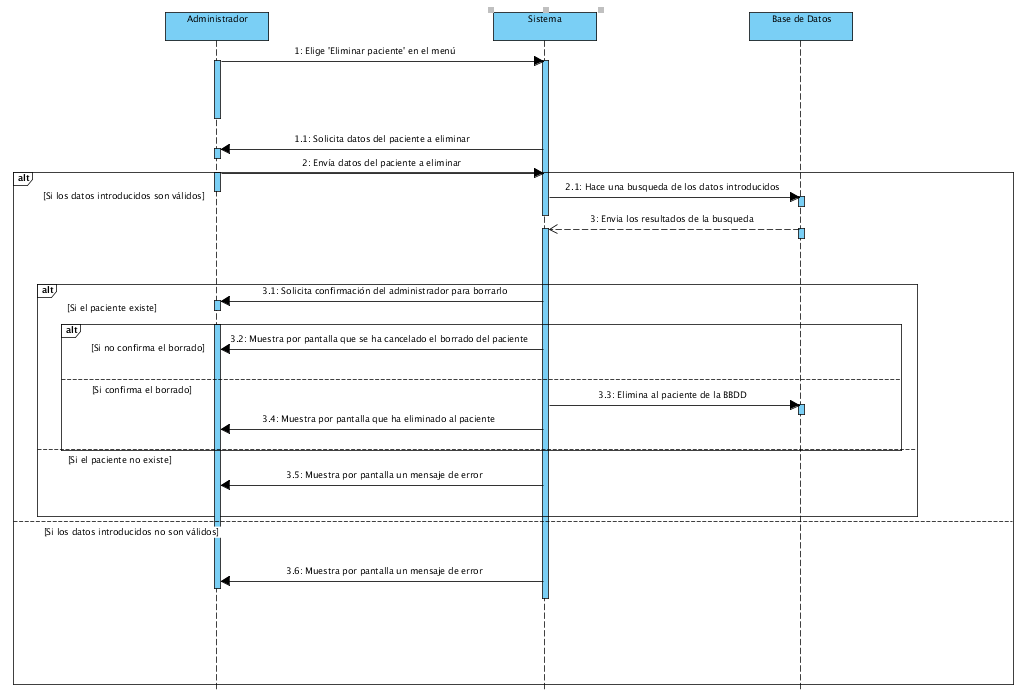 Administrador
Sistema
Base de Datos
1: Elige 'Eliminar paciente' en el menú
1.1: Solicita datos del paciente a eliminar
2: Envía datos del paciente a eliminar
alt
[Si los datos introducidos son válidos]
2.1: Hace una busqueda de los datos introducidos
3: Envia los resultados de la busqueda
alt
3.1: Solicita confirmación del administrador para borrarlo
[Si el paciente existe]
alt
3.2: Muestra por pantalla que se ha cancelado el borrado del paciente
[Si no confirma el borrado]
[Si confirma el borrado]
3.3: Elimina al paciente de la BBDD
3.4: Muestra por pantalla que ha eliminado al paciente
[Si el paciente no existe]
3.5: Muestra por pantalla un mensaje de error
[Si los datos introducidos no son válidos]
3.6: Muestra por pantalla un mensaje de error